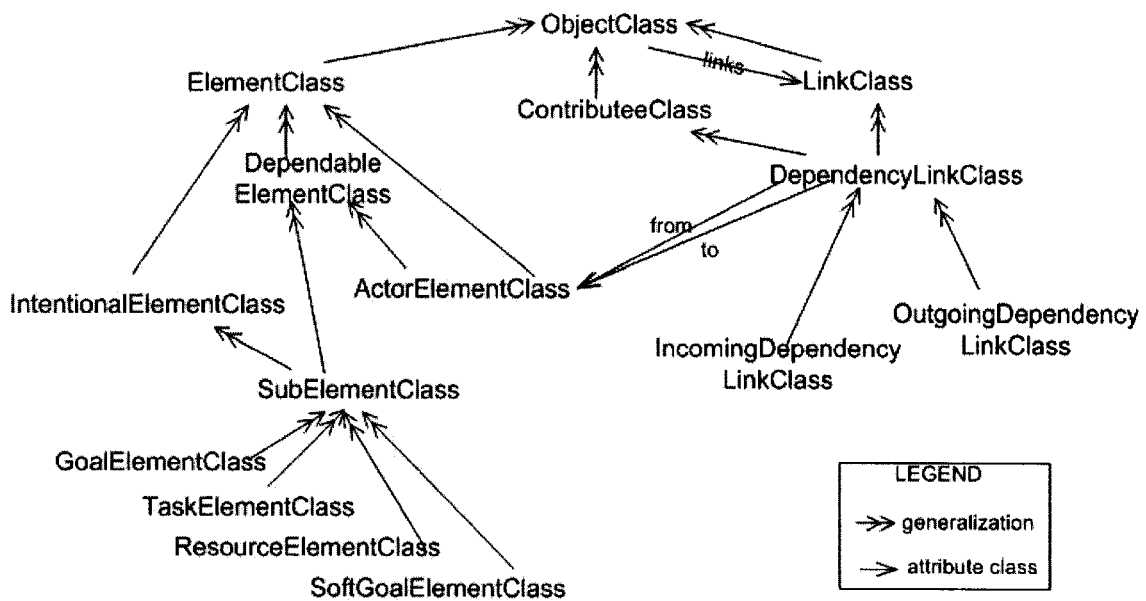 ObjectClass
links
ElementClass
LinkClass
ContributeeClass
Dependable
ElementClass
DependencyLinkClass
from
to
IntentionalElementClass
ActorElementClass
OutgoingDependency
LinkClass
IncomingDependency
LinkClass
SubElementClass
GoalElementClass
TaskElementClass
ResourceElementClass
SoftGoalElementClass
LEGEND
generalization
attribute class